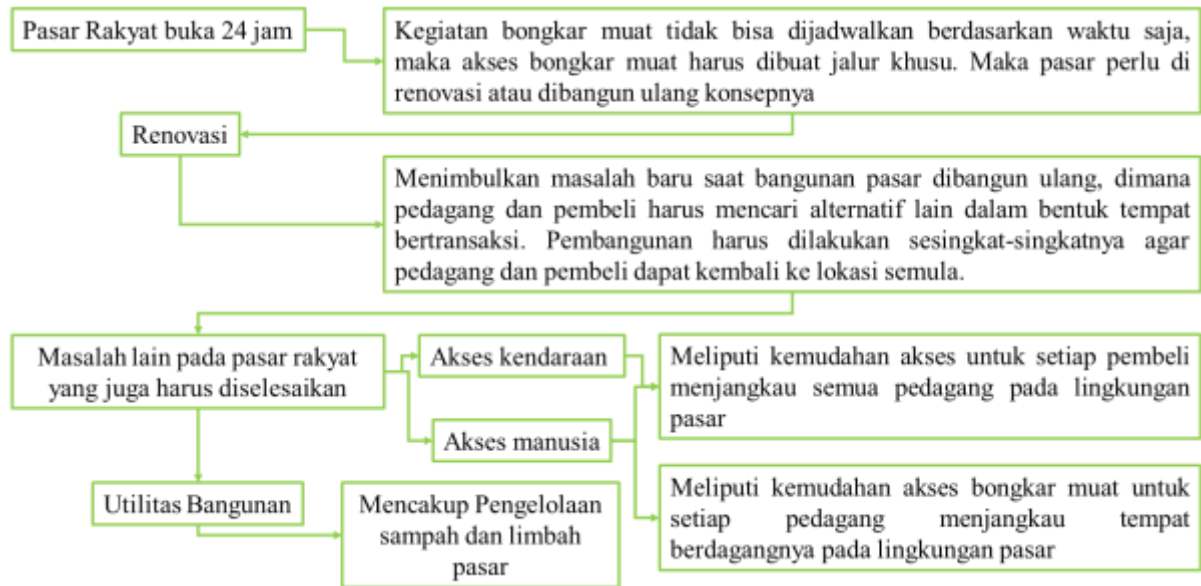 Pasar Rakyat buka 24 jam
Kegiatan bongkar muat tidak bisa dijadwalkan berdasarkan waktu saja,
maka akses bongkar muat harus dibuat jalur khusu. Maka pasar perlu di
renovasi atau dibangun ulang konsepnya
Renovasi
Menimbulkan masalah baru saat bangunan pasar dibangun ulang, dimana
pedagang dan pembeli harus mencari alternatif lain dalam bentuk tempat
bertransaksi. Pembangunan harus dilakukan sesingkat-singkatnya agar
pedagang dan pembeli dapat kembali ke lokasi semula.
Masalah lain pada pasar rakyat
yang juga harus diselesaikan
Akses kendaraan
Meliputi kemudahan akses untuk setiap pembeli
menjangkau semua pedagang pada lingkungan
pasar
Akses manusia
Meliputi kemudahan akses bongkar muat untuk
setiap pedagang menjangkau tempat
berdagangnya pada lingkungan pasar
Utilitas Bangunan
Mencakup Pengelolaan
sampah dan limbah
pasar